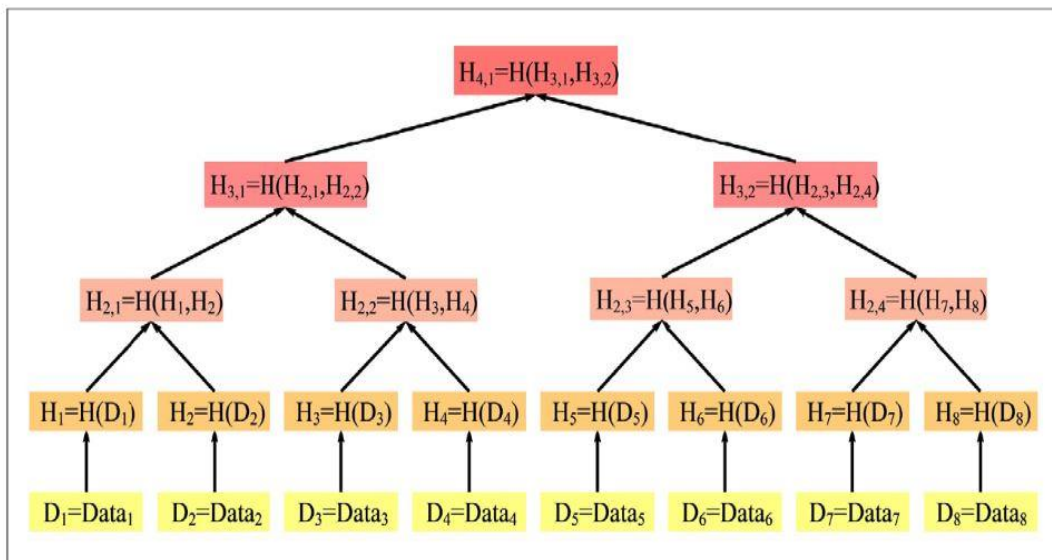 H₄,₁=H(H₃,₁,H₃,₂)
H₃,₁=H(H₂,₁,H₂,₂) H₃,₂=H(H₂,₃,H₂,₄)
H₂,₁=H(H₁,H₂) H₂,₂=H(H₃,H₄) H₂,₃=H(H₅,H₆) H₂,₄=H(H₇,H₈)
H₁=H(D₁) H₂=H(D₂) H₃=H(D₃) H₄=H(D₄) H₅=H(D₅) H₆=H(D₆) H₇=H(D₇) H₈=H(D₈)
D₁=Data₁ D₂=Data₂ D₃=Data₃ D₄=Data₄ D₅=Data₅ D₆=Data₆ D₇=Data₇ D₈=Data₈